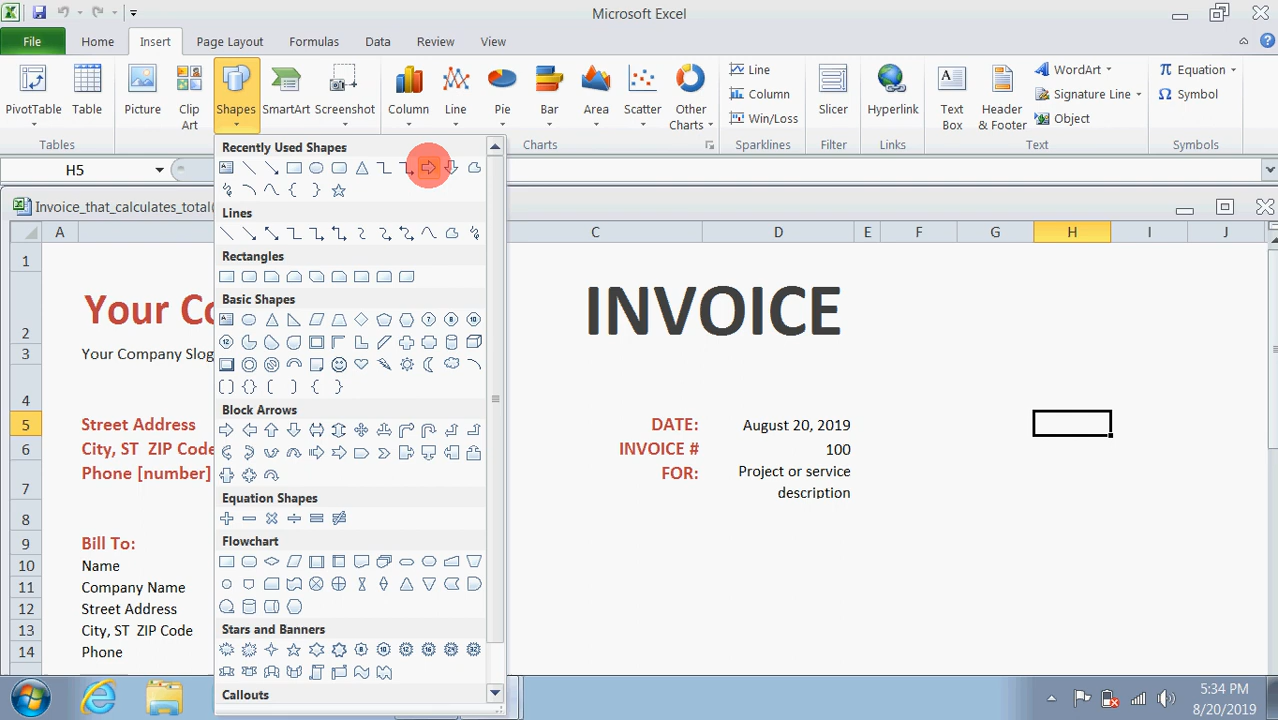 Microsoft Excel
File Home Insert Page Layout Formulas Data Review View
PivotTable Table Picture Clip Art Shapes SmartArt Screenshot Column Line Pie Bar Area Scatter Other Charts Line Column Win/Loss Slicer Hyperlink Text Box Header & Footer WordArt Signature Line Object Equation Symbol
Tables Charts Sparklines Filter Links Text Symbols
H5
Invoice_that_calculates_total(
A C D E F G H I J
Recently Used Shapes
Lines
Rectangles
Basic Shapes
Block Arrows
Equation Shapes
Flowchart
Stars and Banners
Callouts
1
2 Your Co INVOICE
3 Your Company Slog
4
5 Street Address DATE: August 20, 2019
6 City, ST ZIP Code INVOICE # 100
7 Phone [number] FOR: Project or service
description
8
9 Bill To:
10 Name
11 Company Name
12 Street Address
13 City, ST ZIP Code
14 Phone
5:34 PM
8/20/2019